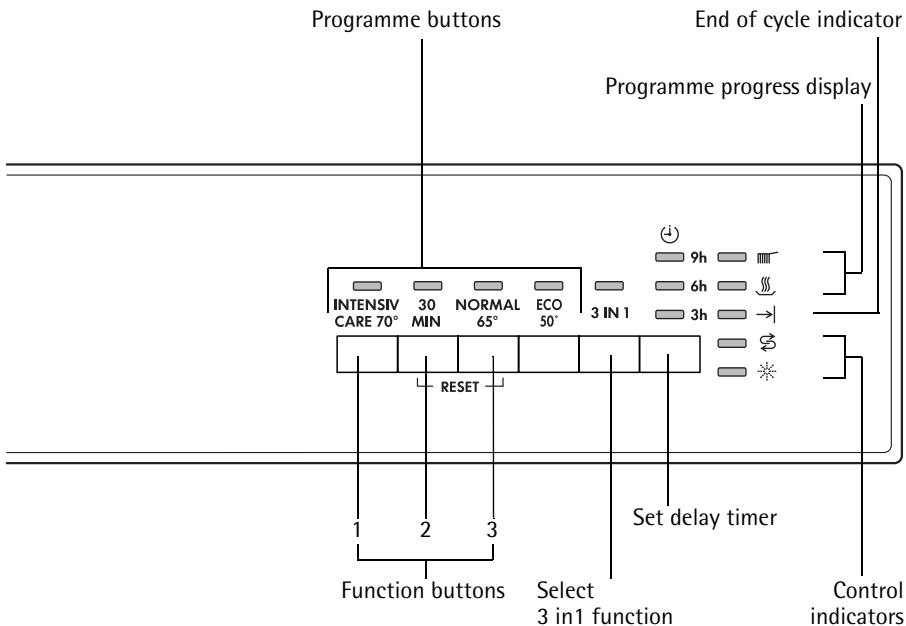 Programme buttons
End of cycle indicator
Programme progress display
9h
6h
3h
INTENSIV
CARE 70°
30
MIN
NORMAL
65°
ECO
50°
3 IN 1
RESET
1
2
3
Function buttons
Select
3 in1 function
Set delay timer
Control
indicators